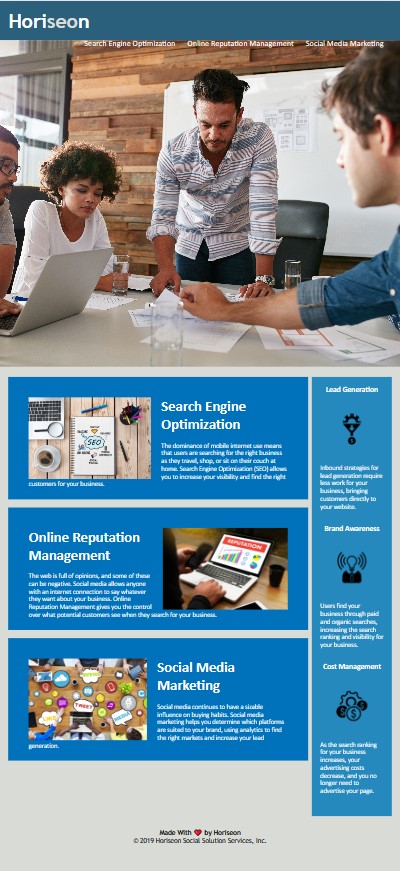 Horiseon
Search Engine Optimization Online Reputation Management Social Media Marketing
Search Engine
Optimization
The dominance of mobile internet use means
that users are searching for the right business
as they travel, shop, or sit on their couch at
home. Search Engine Optimization (SEO) allows
you to increase your visibility and find the right
customers for your business.
SEO
Online Reputation
Management
The web is full of opinions, and some of these
can be negative. Social media allows anyone
with an internet connection to say whatever
they want about your business. Online
Reputation Management gives you the control
over what potential customers see when they search for your business.
REPUTATION
Social Media
Marketing
Social media continues to have a sizable
influence on buying habits. Social media
marketing helps you determine which platforms
are suited to your brand, using analytics to find
the right markets and increase your lead
generation.
TWEET
LIKE
Lead Generation
Inbound strategies for
lead generation require
less work for your
business, bringing
customers directly to
your website.
Brand Awareness
Users find your
business through paid
and organic searches,
increasing the search
ranking and visibility for
your business.
Cost Management
As the search ranking
for your business
increases, your
advertising costs
decrease, and you no
longer need to
advertise your page.
Made With ❤️ by Horiseon
© 2019 Horiseon Social Solution Services, Inc.